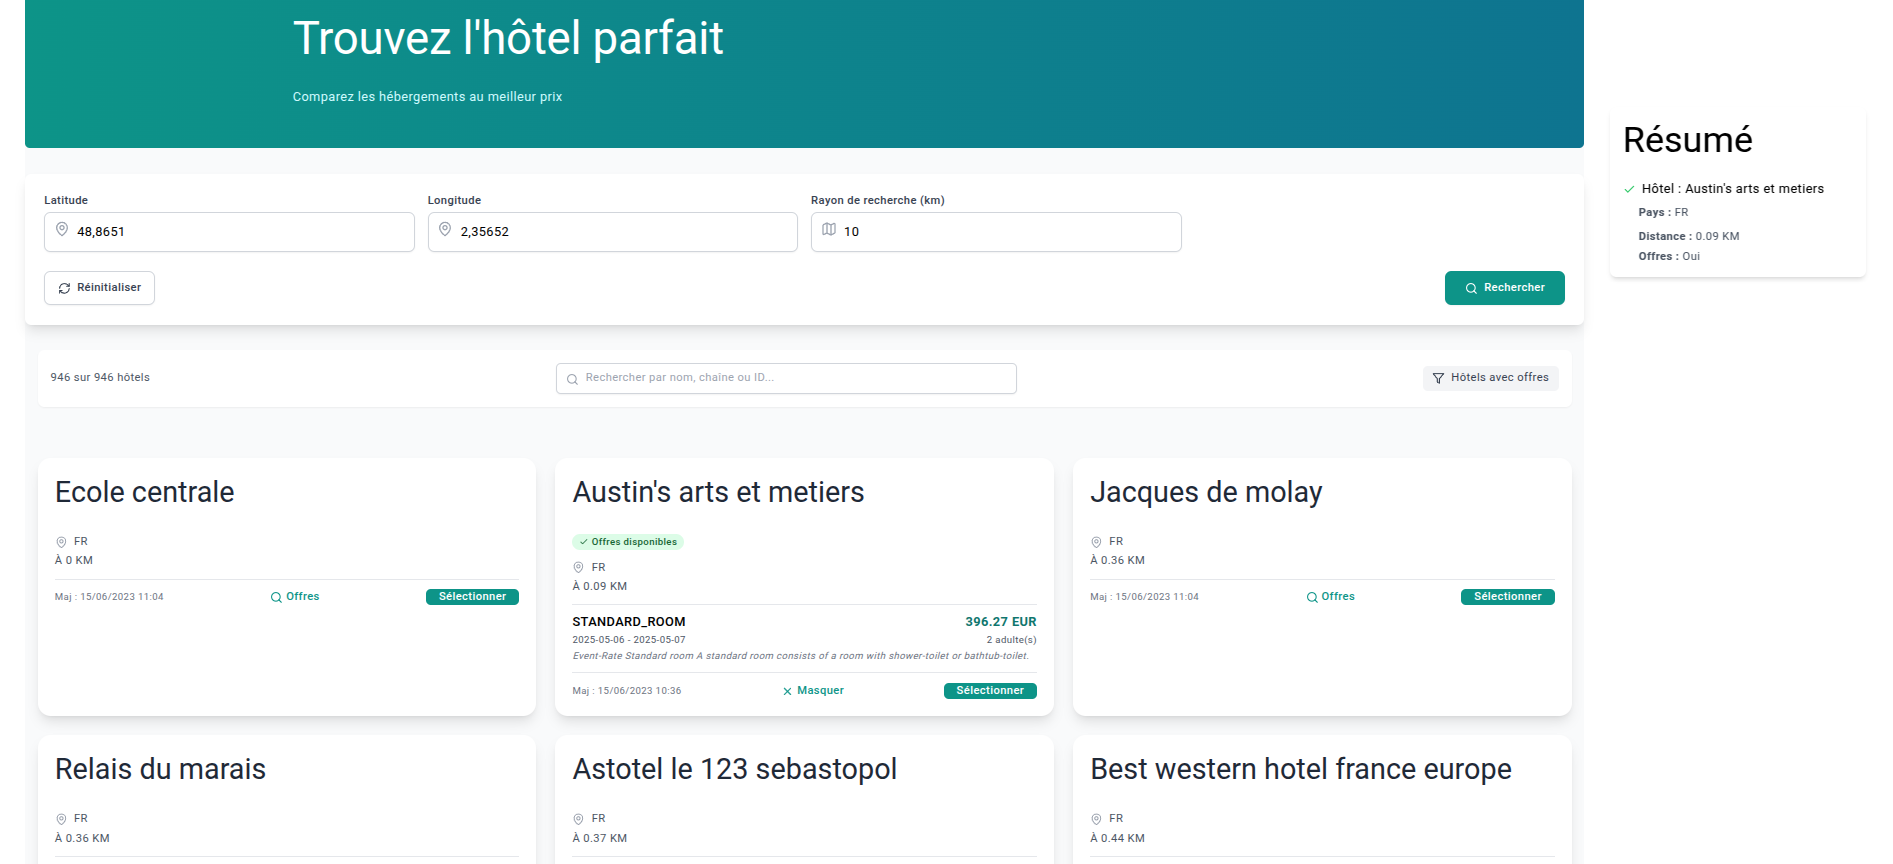 Trouvez l'hôtel parfait
Comparez les hébergements au meilleur prix
Latitude
48,8651
Longitude
2,35652
Rayon de recherche (km)
10
Réinitialiser
Rechercher
Résumé
Hôtel : Austin's arts et metiers
Pays : FR
Distance : 0.09 KM
Offres : Oui
946 sur 946 hôtels
Rechercher par nom, chaine ou ID...
Hôtels avec offres
Ecole centrale
FR
À 0 KM
Maj : 15/06/2023 11:04
Offres
Sélectionner
Austin's arts et metiers
Offres disponibles
FR
À 0.09 KM
STANDARD_ROOM
396.27 EUR
2025-05-06 - 2025-05-07
2 adulte(s)
Event-Rate Standard room A standard room consists of a room with shower-toilet or bathtub-toilet.
Maj : 15/06/2023 10:36
Masquer
Sélectionner
Jacques de molay
FR
À 0.36 KM
Maj : 15/06/2023 11:04
Offres
Sélectionner
Relais du marais
FR
À 0.36 KM
Astotel le 123 sebastopol
FR
À 0.37 KM
Best western hotel france europe
FR
À 0.44 KM